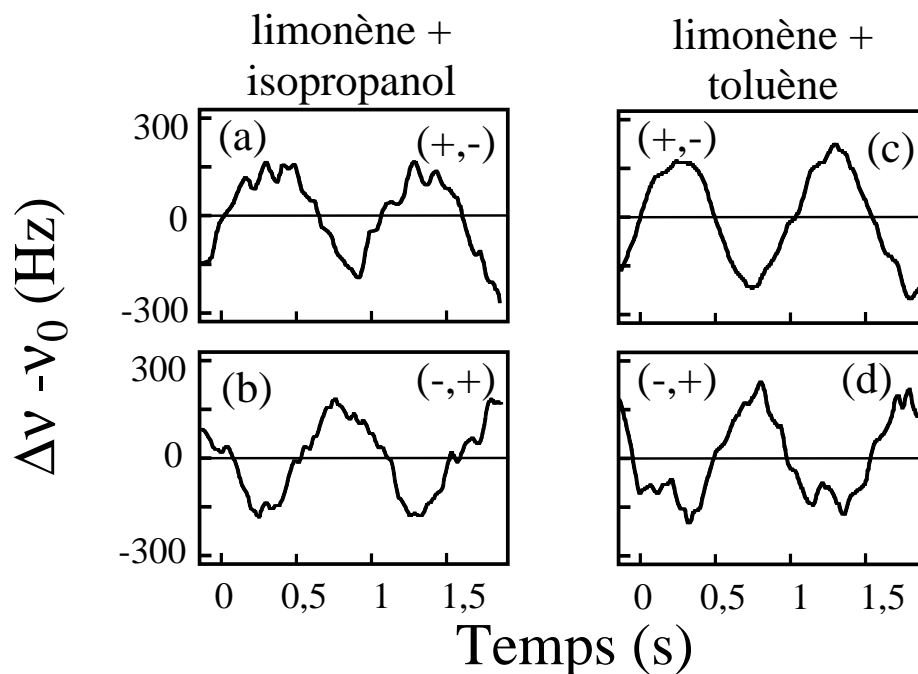 limonène +
isopropanol
limonène +
toluène
Δν -ν0 (Hz)
300
0
-300
(a)
(+,-)
(+,-)
(c)
300
0
-300
(b)
(-,+)
(-,+)
(d)
0 0,5 1 1,5
0 0,5 1 1,5
Temps (s)